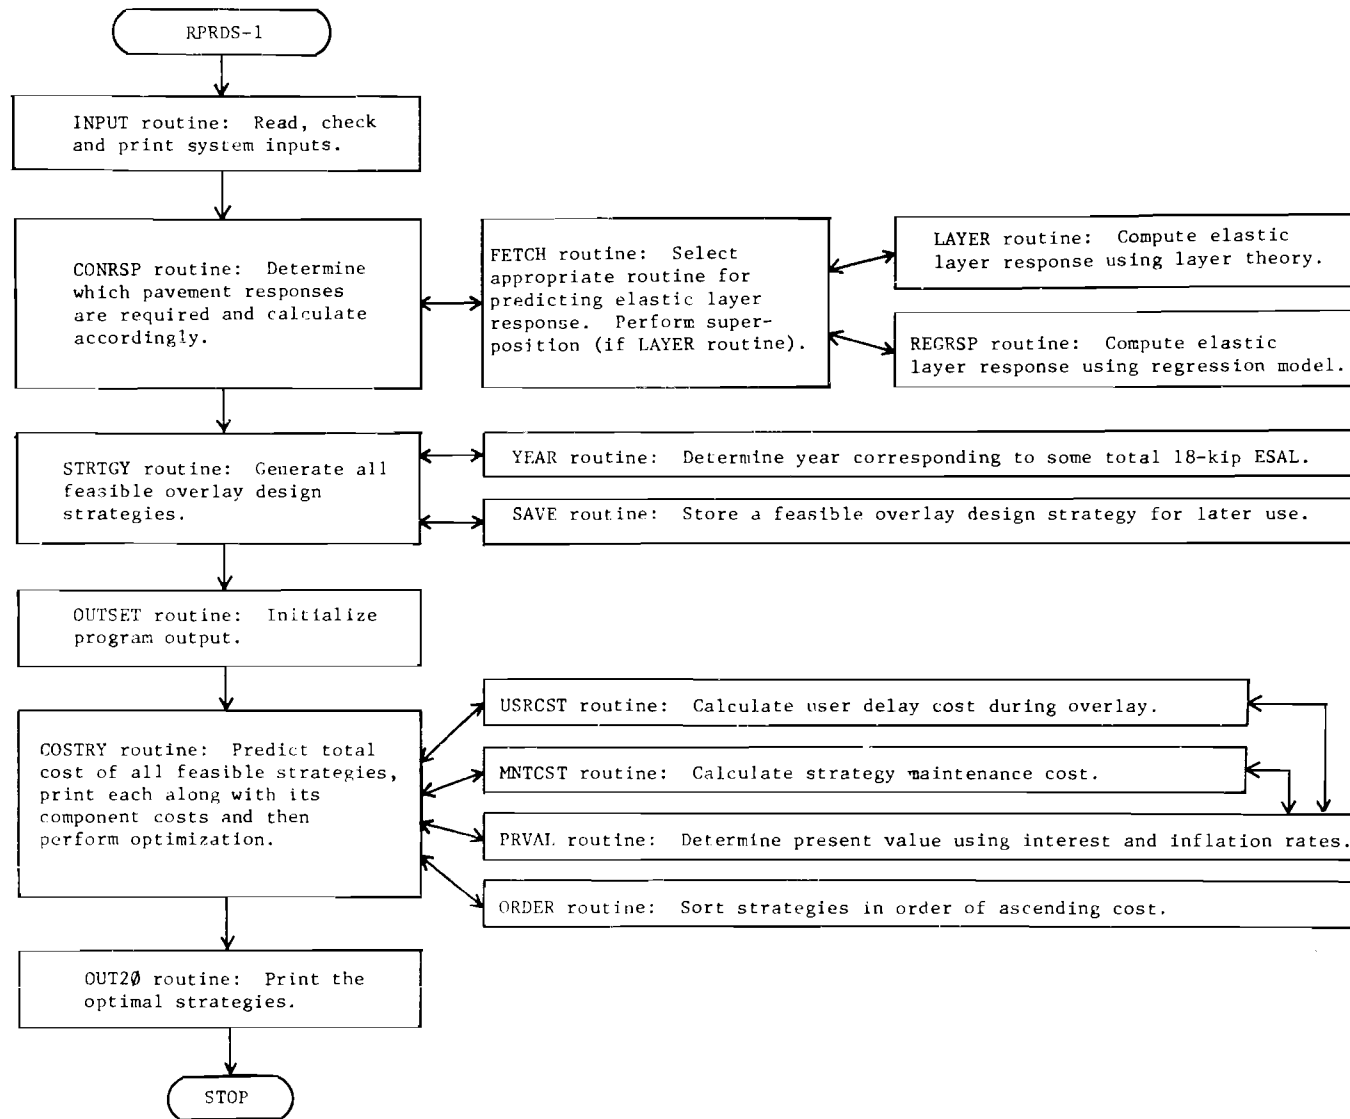 RPRDS-1
INPUT routine: Read, check
and print system inputs.
CONRSP routine: Determine
which pavement responses
are required and calculate
accordingly.
FETCH routine: Select
appropriate routine for
predicting elastic layer
response. Perform super-
position (if LAYER routine).
LAYER routine: Compute elastic
layer response using layer theory.
REGRSP routine: Compute elastic
layer response using regression model.
STRTGY routine: Generate all
feasible overlay design
strategies.
YEAR routine: Determine year corresponding to some total 18-kip ESAL.
SAVE routine: Store a feasible overlay design strategy for later use.
OUTSET routine: Initialize
program output.
COSTRY routine: Predict total
cost of all feasible strategies,
print each along with its
component costs and then
perform optimization.
USRCST routine: Calculate user delay cost during overlay.
MNTCST routine: Calculate strategy maintenance cost.
PRVAL routine: Determine present value using interest and inflation rates.
ORDER routine: Sort strategies in order of ascending cost.
OUT2Ø routine: Print the
optimal strategies.
STOP